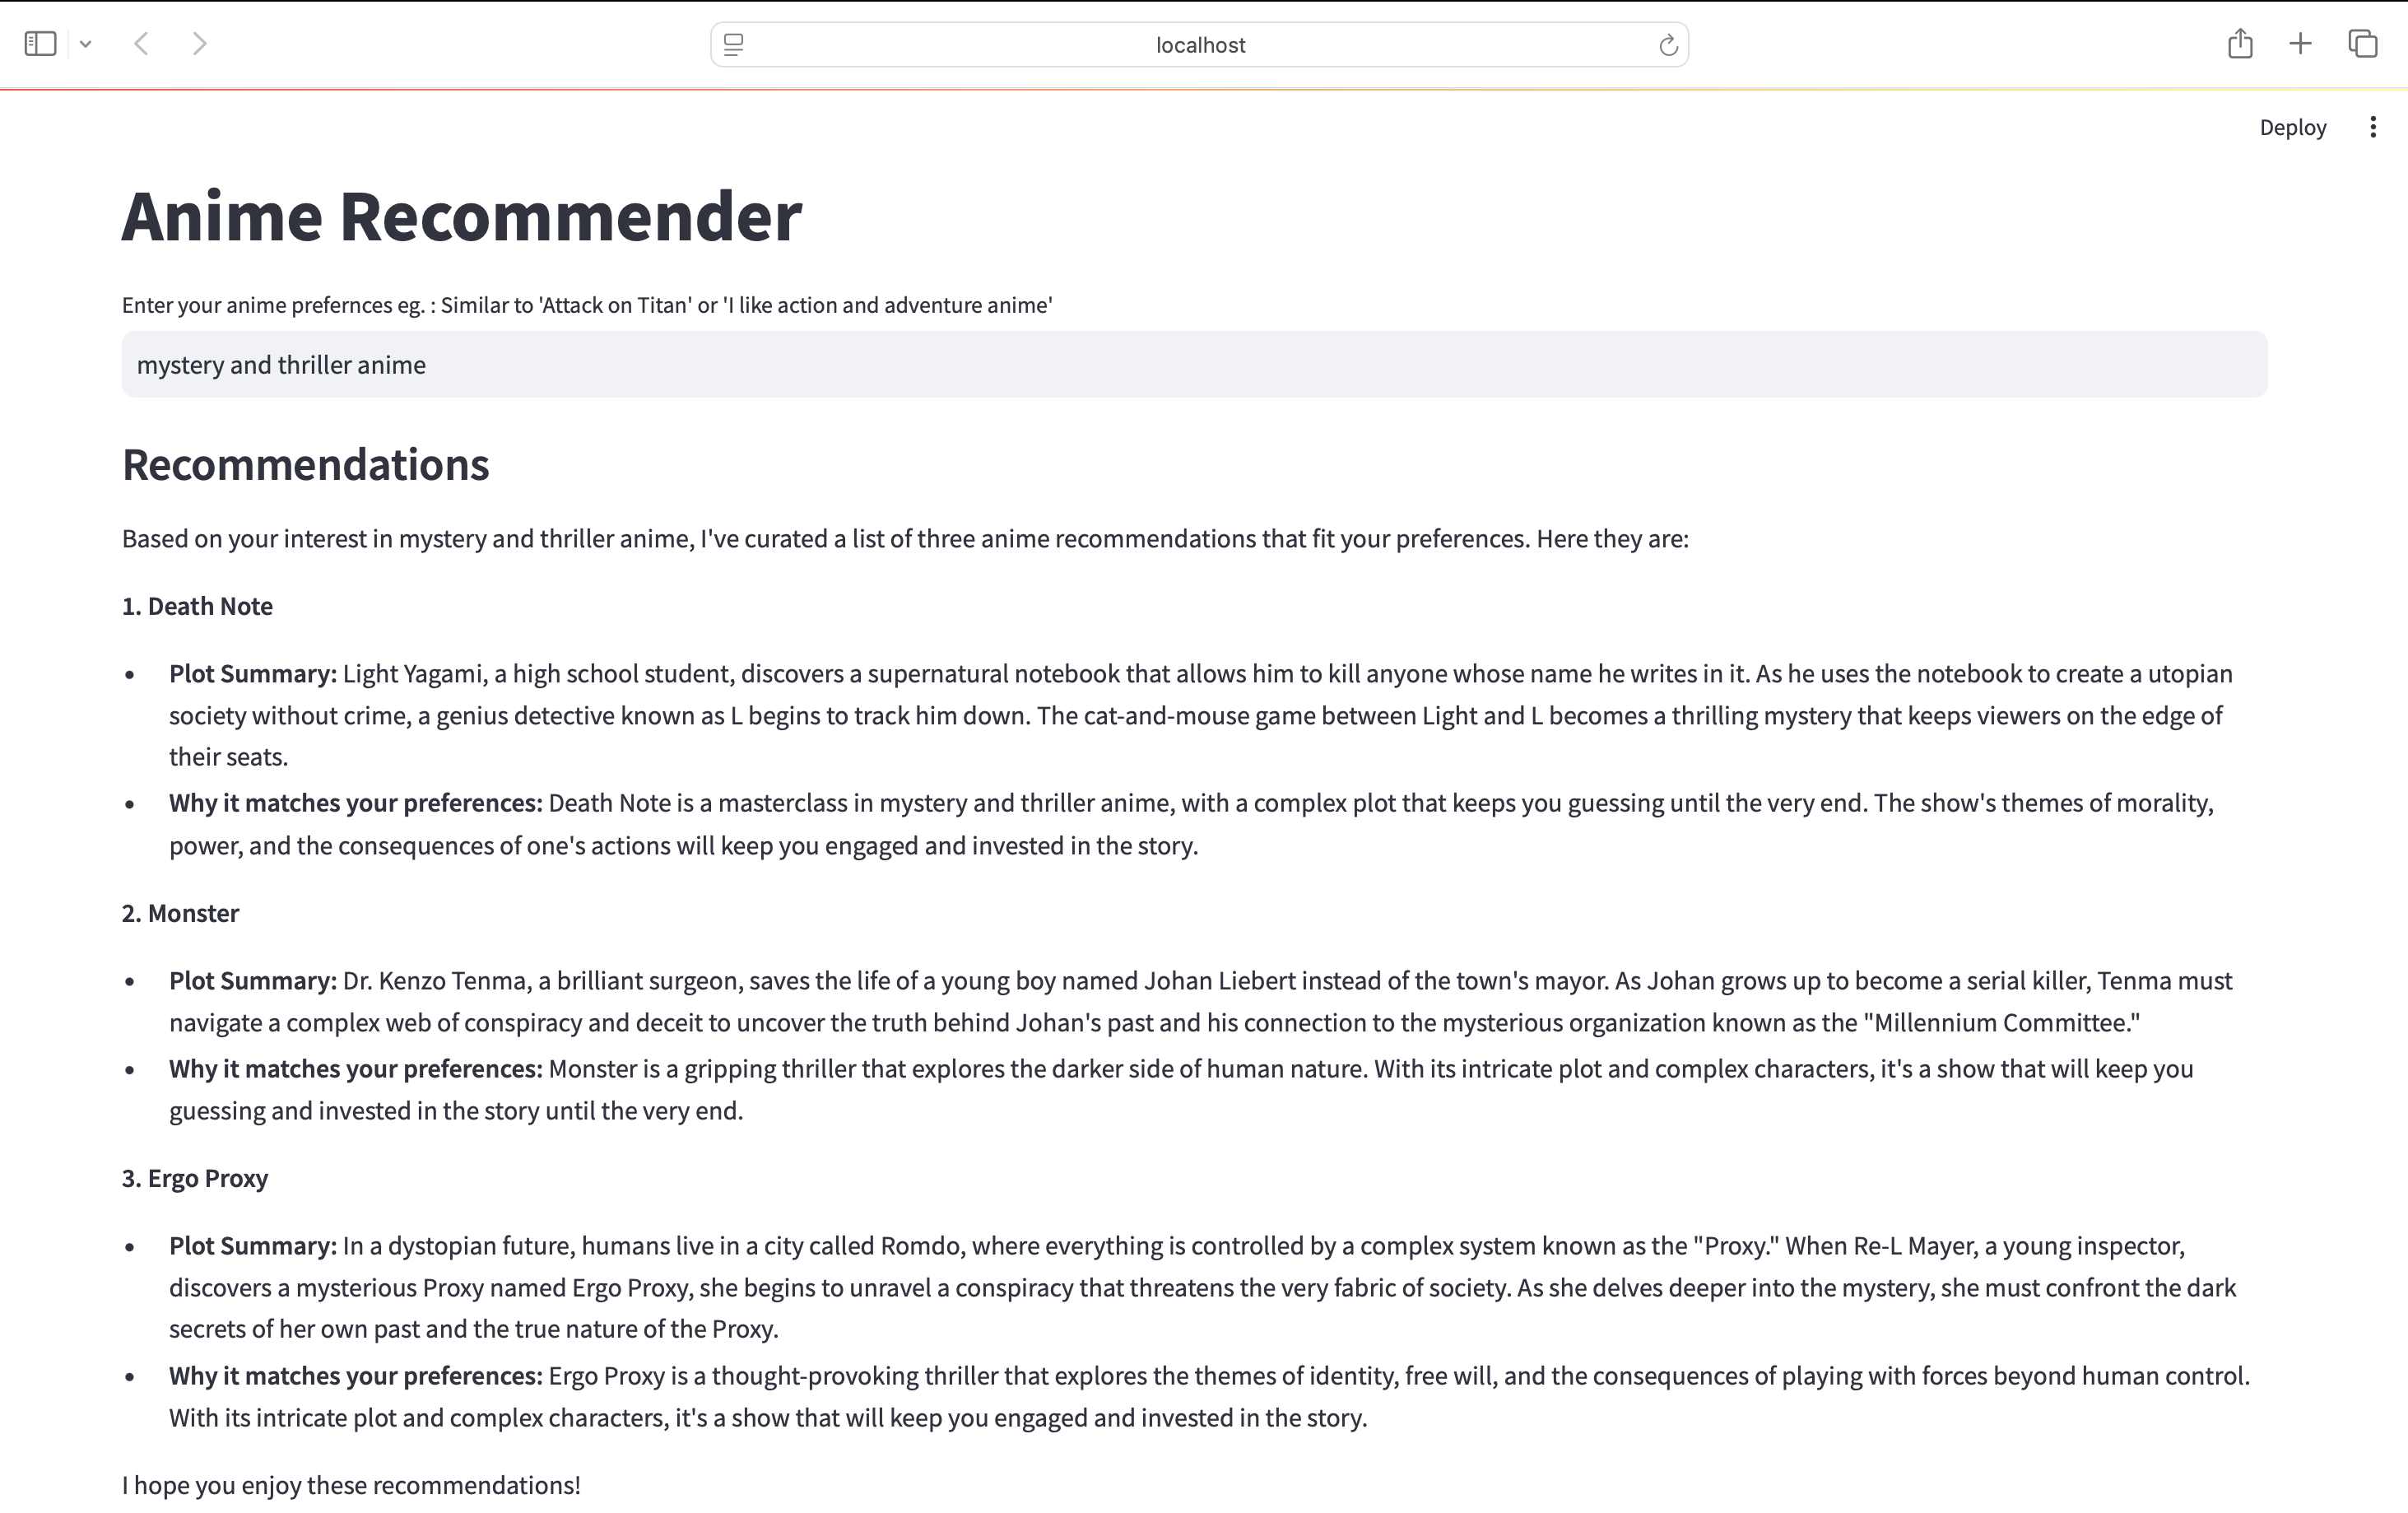 localhost
Deploy
Anime Recommender
Enter your anime prefernces eg. : Similar to 'Attack on Titan' or 'I like action and adventure anime'
mystery and thriller anime
Recommendations
Based on your interest in mystery and thriller anime, I've curated a list of three anime recommendations that fit your preferences. Here they are:
1. Death Note
• Plot Summary: Light Yagami, a high school student, discovers a supernatural notebook that allows him to kill anyone whose name he writes in it. As he uses the notebook to create a utopian
society without crime, a genius detective known as L begins to track him down. The cat-and-mouse game between Light and L becomes a thrilling mystery that keeps viewers on the edge of
their seats.
• Why it matches your preferences: Death Note is a masterclass in mystery and thriller anime, with a complex plot that keeps you guessing until the very end. The show's themes of morality,
power, and the consequences of one's actions will keep you engaged and invested in the story.
2. Monster
• Plot Summary: Dr. Kenzo Tenma, a brilliant surgeon, saves the life of a young boy named Johan Liebert instead of the town's mayor. As Johan grows up to become a serial killer, Tenma must
navigate a complex web of conspiracy and deceit to uncover the truth behind Johan's past and his connection to the mysterious organization known as the "Millennium Committee."
• Why it matches your preferences: Monster is a gripping thriller that explores the darker side of human nature. With its intricate plot and complex characters, it's a show that will keep you
guessing and invested in the story until the very end.
3. Ergo Proxy
• Plot Summary: In a dystopian future, humans live in a city called Romdo, where everything is controlled by a complex system known as the "Proxy." When Re-L Mayer, a young inspector,
discovers a mysterious Proxy named Ergo Proxy, she begins to unravel a conspiracy that threatens the very fabric of society. As she delves deeper into the mystery, she must confront the dark
secrets of her own past and the true nature of the Proxy.
• Why it matches your preferences: Ergo Proxy is a thought-provoking thriller that explores the themes of identity, free will, and the consequences of playing with forces beyond human control.
With its intricate plot and complex characters, it's a show that will keep you engaged and invested in the story.
I hope you enjoy these recommendations!